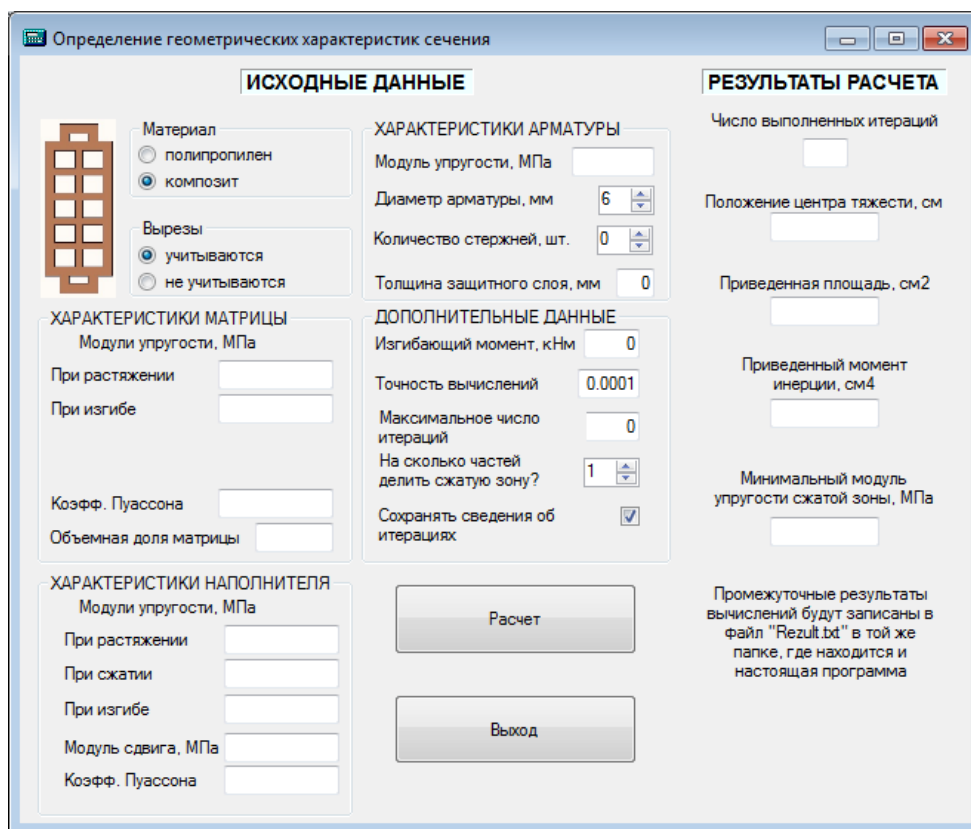 Определение геометрических характеристик сечения
ИСХОДНЫЕ ДАННЫЕ
Материал
полипропилен
композит
Вырезы
учитываются
не учитываются
ХАРАКТЕРИСТИКИ МАТРИЦЫ
Модули упругости, МПа
При растяжении
При изгибе
Коэфф. Пуассона
Объемная доля матрицы
ХАРАКТЕРИСТИКИ НАПОЛНИТЕЛЯ
Модули упругости, МПа
При растяжении
При сжатии
При изгибе
Модуль сдвига, МПа
Коэфф. Пуассона
ХАРАКТЕРИСТИКИ АРМАТУРЫ
Модуль упругости, МПа
Диаметр арматуры, мм 6
Количество стержней, шт. 0
Толщина защитного слоя, мм 0
ДОПОЛНИТЕЛЬНЫЕ ДАННЫЕ
Изгибающий момент, кНм 0
Точность вычислений 0.0001
Максимальное число
итераций 0
На сколько частей
делить сжатую зону? 1
Сохранять сведения об
итерациях
Расчет
Выход
РЕЗУЛЬТАТЫ РАСЧЕТА
Число выполненных итераций
Положение центра тяжести, см
Приведенная площадь, см2
Приведенный момент
инерции, см4
Минимальный модуль
упругости сжатой зоны, МПа
Промежуточные результаты
вычислений будут записаны в
файл "Rezult.txt" в той же
папке, где находится и
настоящая программа